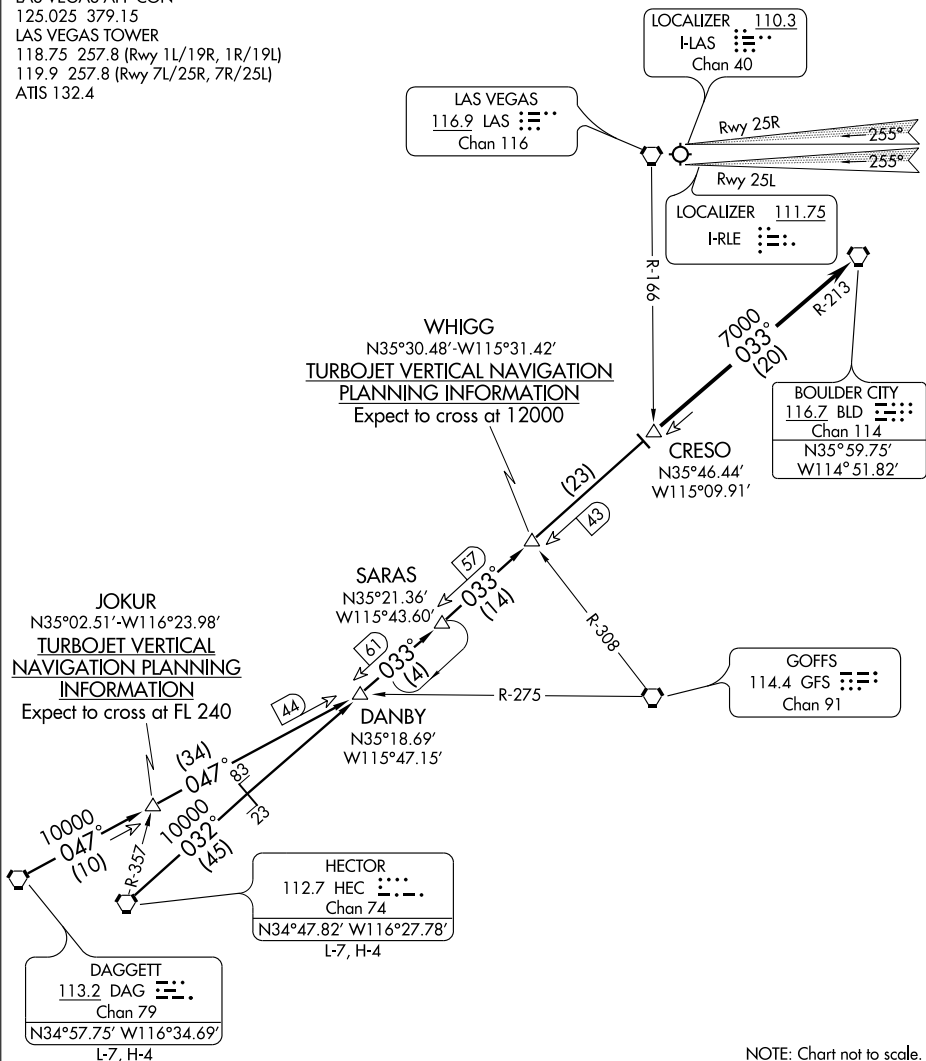 LAS VEGAS APP CON
125.025 379.15
LAS VEGAS TOWER
118.75 257.8 (Rwy 1L/19R, 1R/19L)
119.9 257.8 (Rwy 7L/25R, 7R/25L)
ATIS 132.4
LOCALIZER 110.3
I-LAS
Chan 40
LAS VEGAS
116.9 LAS
Chan 116
Rwy 25R
255°
255°
Rwy 25L
LOCALIZER 111.75
I-RLE
R-166
R-213
7000
033°
(20)
BOULDER CITY
116.7 BLD
Chan 114
N35°59.75'
W114°51.82'
WHIGG
N35°30.48'-W115°31.42'
TURBOJET VERTICAL NAVIGATION
PLANNING INFORMATION
Expect to cross at 12000
CRESO
N35°46.44'
W115°09.91'
(23)
43
SARAS
N35°21.36'
W115°43.60'
57
033°
(14)
R-308
JOKUR
N35°02.51'-W116°23.98'
TURBOJET VERTICAL
NAVIGATION PLANNING
INFORMATION
Expect to cross at FL 240
61
033°
(4)
GOFFS
114.4 GFS
Chan 91
R-275
44
DANBY
N35°18.69'
W115°47.15'
(34)
047°
83
23
10000
047°
(10)
R-357
10000
032°
(45)
HECTOR
112.7 HEC
Chan 74
N34°47.82' W116°27.78'
L-7, H-4
DAGGETT
113.2 DAG
Chan 79
N34°57.75' W116°34.69'
L-7, H-4
NOTE: Chart not to scale.